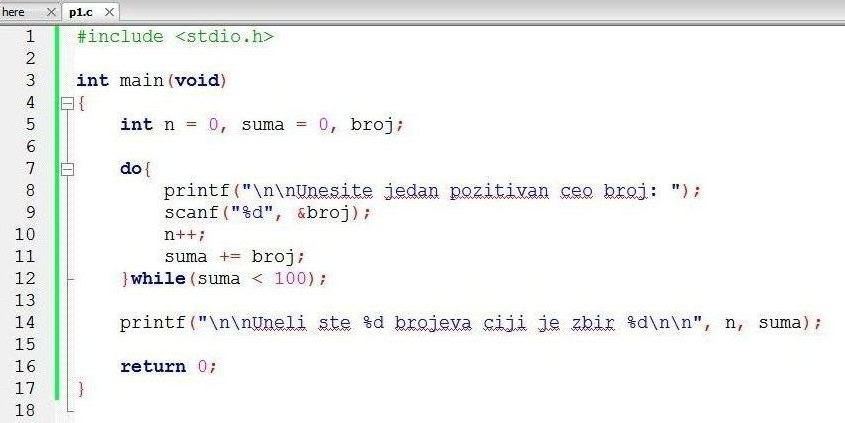 here × p1.c ×
1 #include <stdio.h>
2
3 int main(void)
4 {
5 int n = 0, suma = 0, broj;
6
7 do{
8 printf("\n\nUnesite jedan pozitivan ceo broj: ");
9 scanf("%d", &broj);
10 n++;
11 suma += broj;
12 }while(suma < 100);
13
14 printf("\n\nUneli ste %d brojeva ciji je zbir %d\n\n", n, suma);
15
16 return 0;
17 }
18